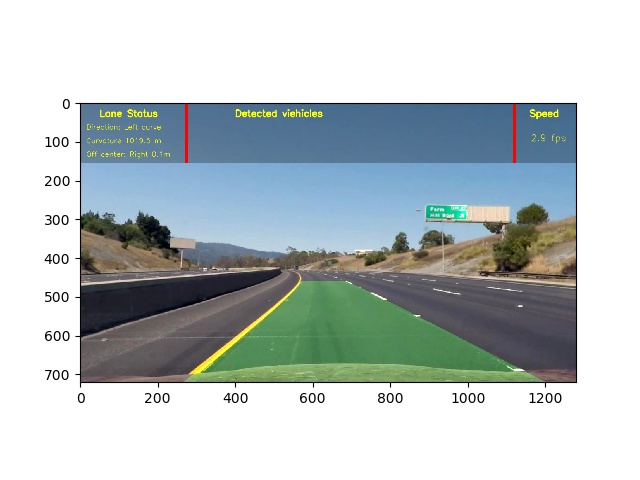 0
100
200
300
400
500
600
700
0
200
400
600
800
1000
1200
Lane Status
Detected viehicles
Speed
Direction: Left curve
Curvature 1019.5 m
Off center: Right 0.1m
2.9 fps
Farm